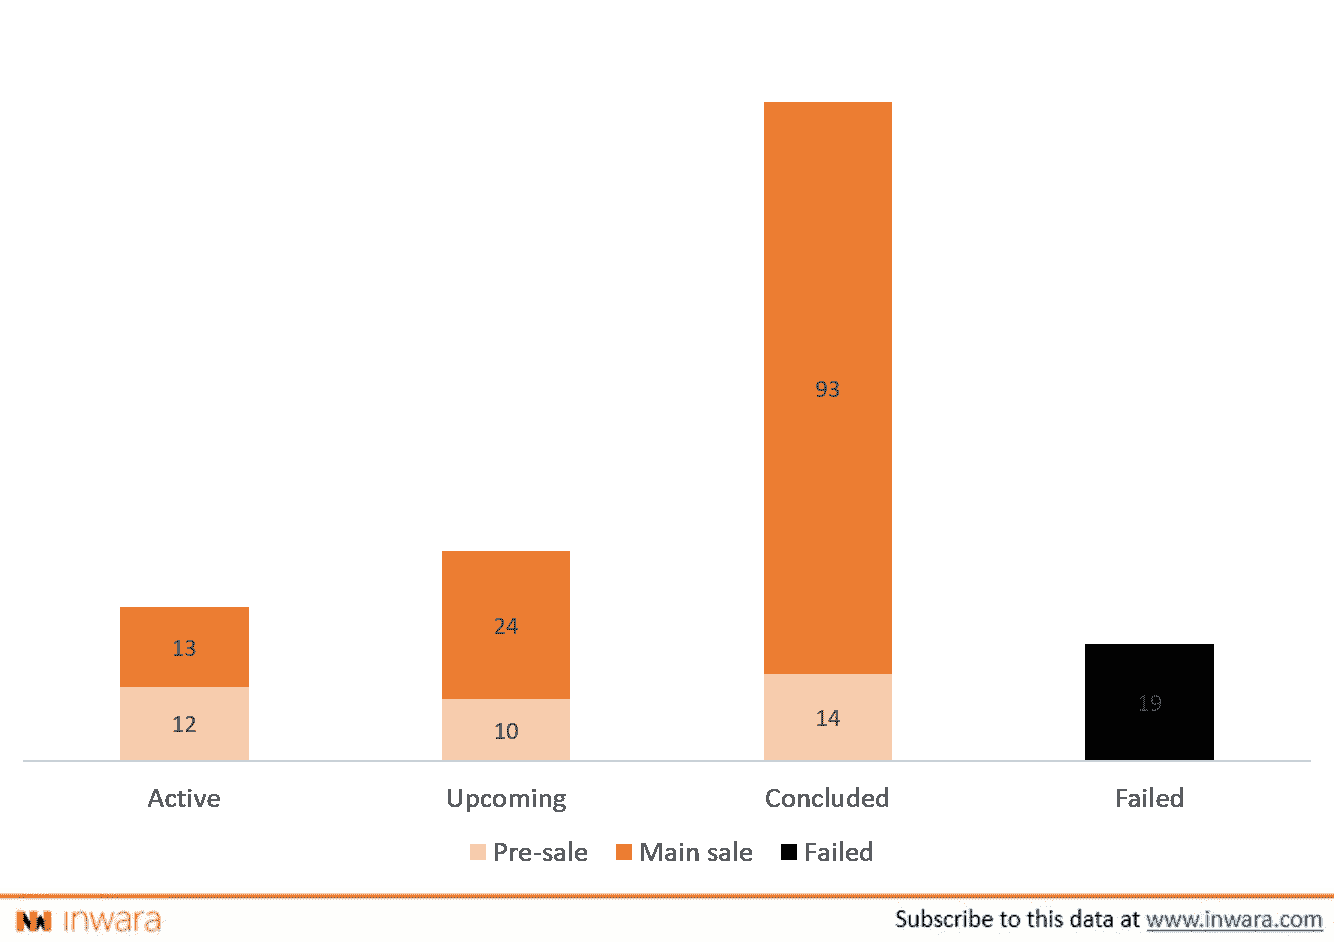 93
24
13
19
14
12
10
Active Upcoming Concluded Failed
Pre-sale Main sale Failed
inwara Subscribe to this data at www.inwara.com